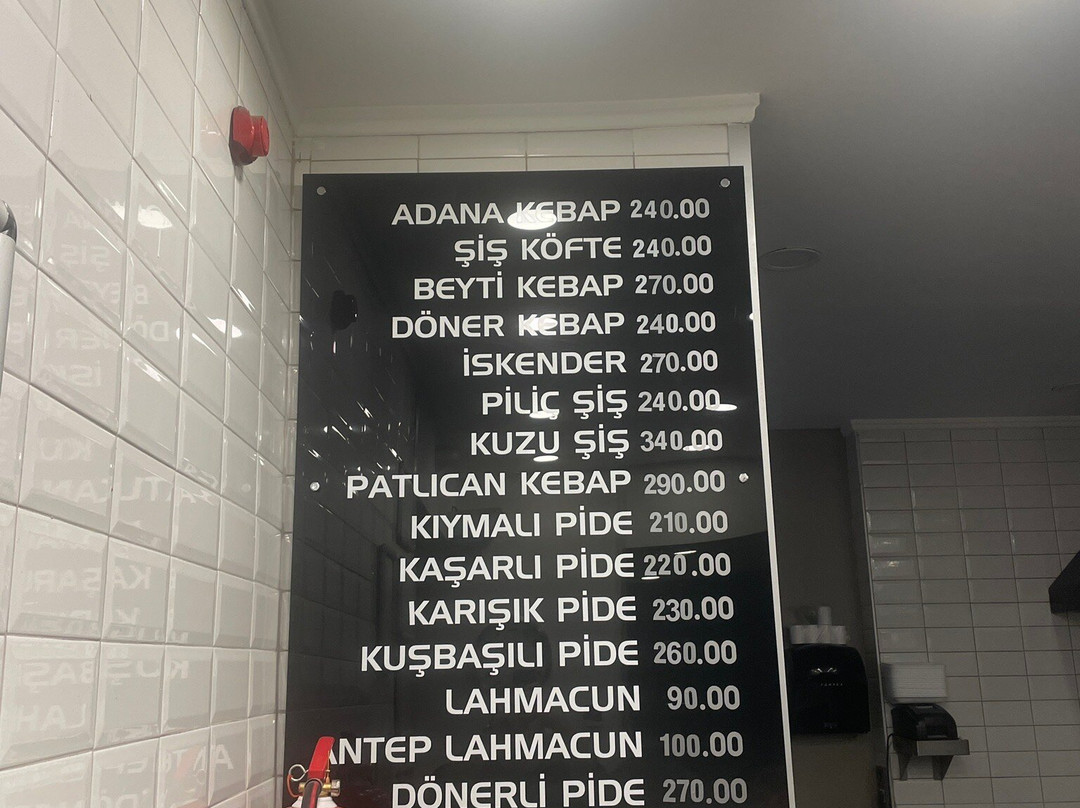 ADANA KEBAP 240.00
ŞİŞ KÖFTE 240.00
BEYTİ KEBAP 270.00
DÖNER KEBAP 240.00
İSKENDER 270.00
PİLİÇ ŞİŞ 240.00
KUZU ŞİŞ 340.00
PATLICAN KEBAP 290.00
KIYMALI PİDE 210.00
KAŞARLI PİDE 220.00
KARIŞIK PİDE 230.00
KUŞBAŞILI PİDE 260.00
LAHMACUN 90.00
ANTEP LAHMACUN 100.00
DÖNERLİ PİDE 270.00